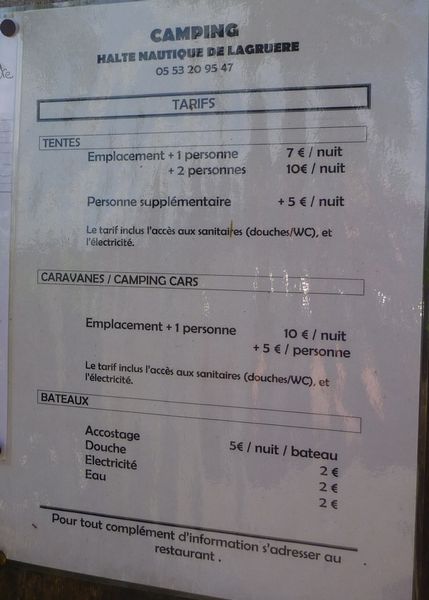 CAMPING
HALTE NAUTIQUE DE LAGRUERE
05 53 20 95 47
TARIFS
TENTES
Emplacement + 1 personne 7 € / nuit
+ 2 personnes 10€ / nuit
Personne supplémentaire + 5 € / nuit
Le tarif inclus l'accès aux sanitaires (douches/WC), et
l'électricité.
CARAVANES / CAMPING CARS
Emplacement + 1 personne 10 € / nuit
+ 5 € / personne
Le tarif inclus l'accès aux sanitaires (douches/WC), et
l'électricité.
BATEAUX
Accostage 5€ / nuit / bateau
Douche 2 €
Electricité 2 €
Eau 2 €
Pour tout complément d'information s'adresser au
restaurant .